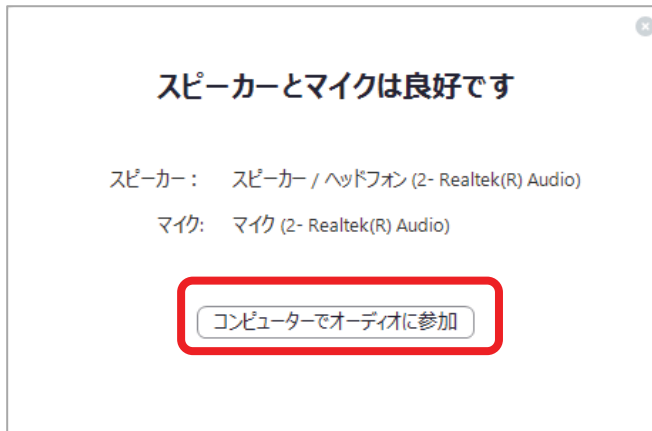 スピーカーとマイクは良好です
スピーカー： スピーカー / ヘッドフォン (2- Realtek(R) Audio)
マイク: マイク (2- Realtek(R) Audio)
コンピューターでオーディオに参加